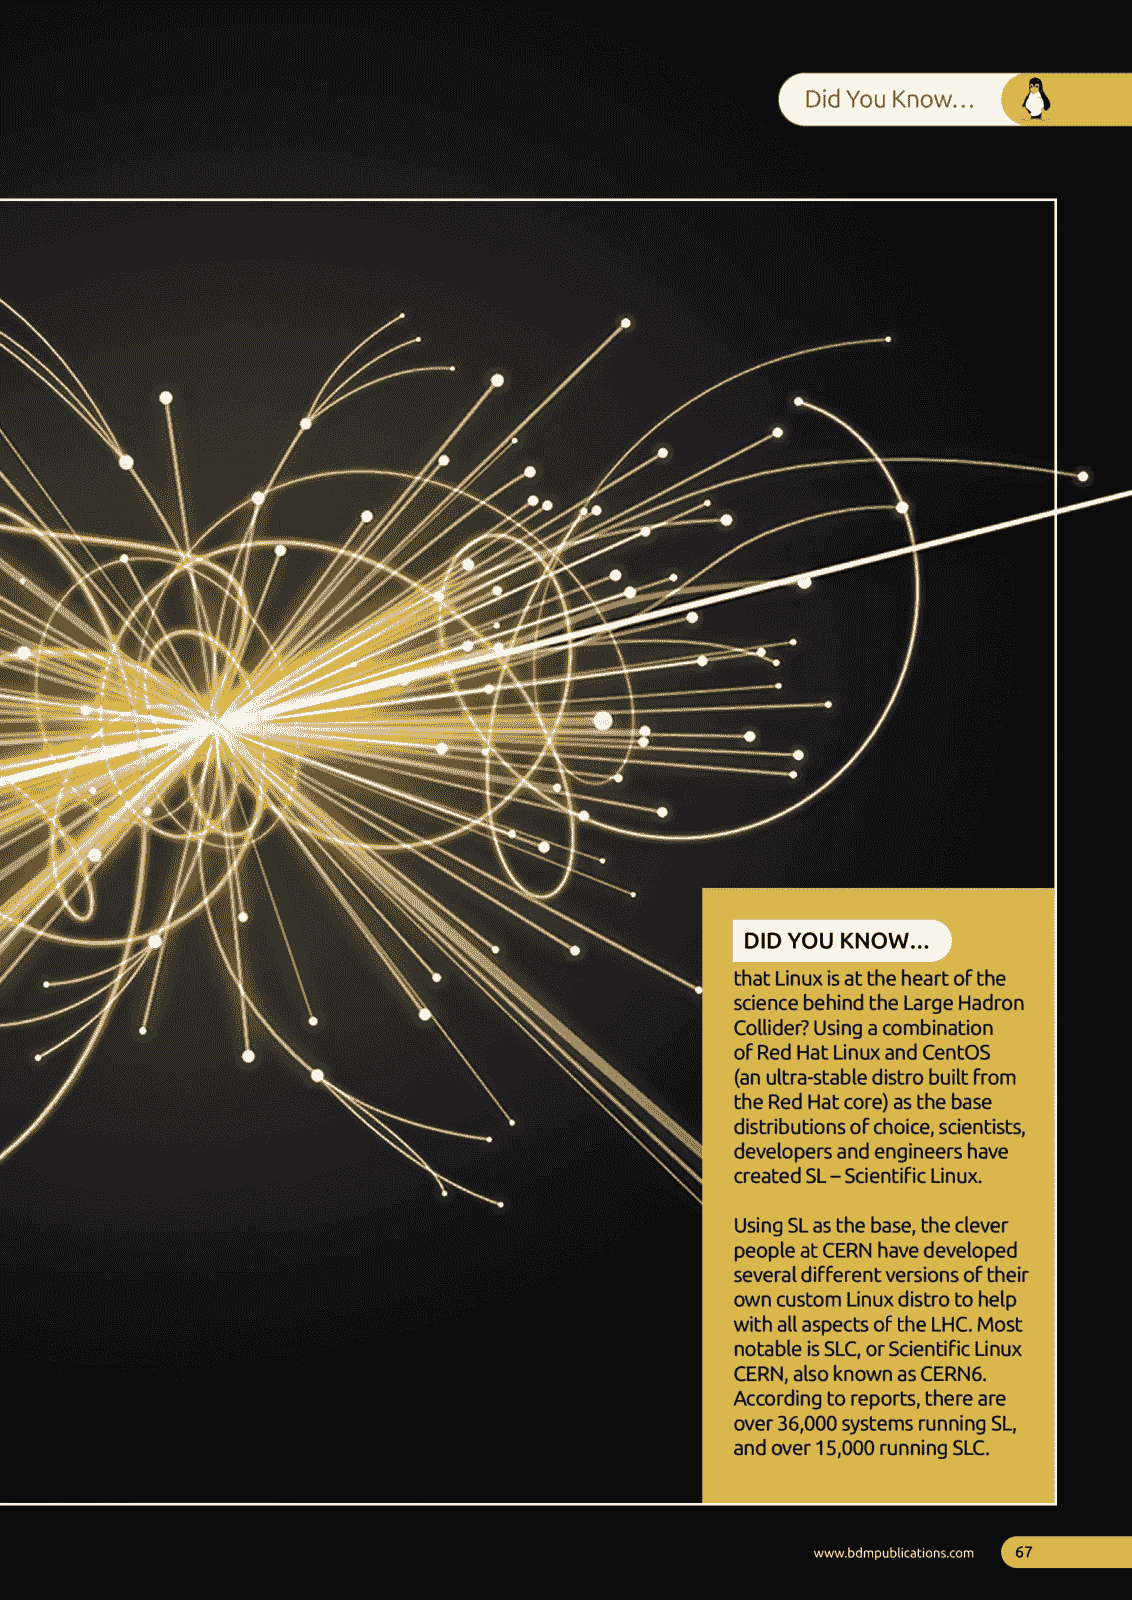 Did You Know...
DID YOU KNOW...
that Linux is at the heart of the
science behind the Large Hadron
Collider? Using a combination
of Red Hat Linux and CentOS
(an ultra-stable distro built from
the Red Hat core) as the base
distributions of choice, scientists,
developers and engineers have
created SL – Scientific Linux.
Using SL as the base, the clever
people at CERN have developed
several different versions of their
own custom Linux distro to help
with all aspects of the LHC. Most
notable is SLC, or Scientific Linux
CERN, also known as CERN6.
According to reports, there are
over 36,000 systems running SL,
and over 15,000 running SLC.
www.bdmpublications.com
67